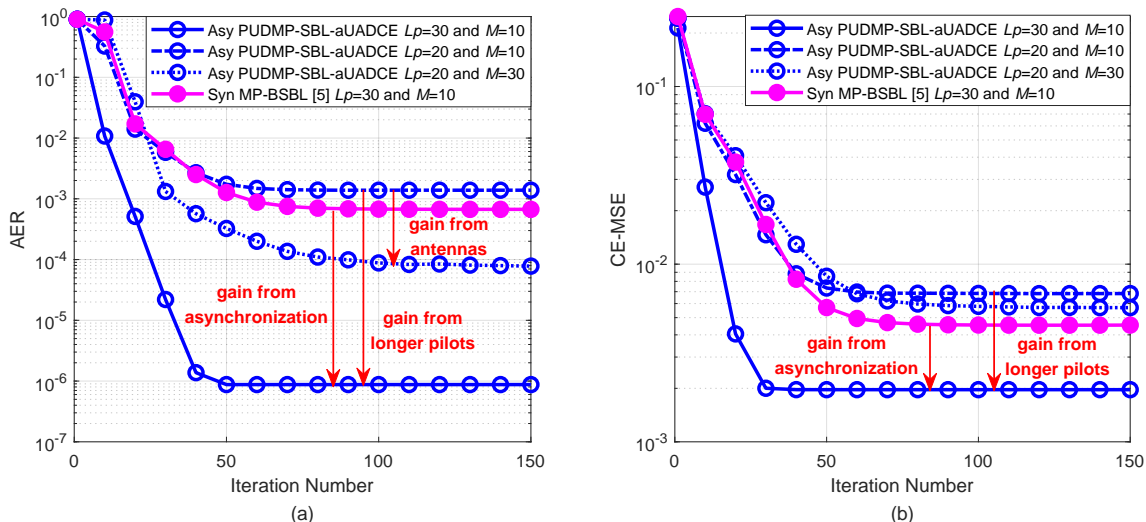 10^0
10^-1
10^-2
10^-3
10^-4
10^-5
10^-6
10^-7
AER
0
50
100
150
Iteration Number
(a)
Asy PUDMP-SBL-aUADCE Lp=30 and M=10
Asy PUDMP-SBL-aUADCE Lp=20 and M=10
Asy PUDMP-SBL-aUADCE Lp=20 and M=30
Syn MP-BSBL [5] Lp=30 and M=10
gain from
antennas
gain from
asynchronization
gain from
longer pilots
10^-1
10^-2
10^-3
CE-MSE
0
50
100
150
Iteration Number
(b)
Asy PUDMP-SBL-aUADCE Lp=30 and M=10
Asy PUDMP-SBL-aUADCE Lp=20 and M=10
Asy PUDMP-SBL-aUADCE Lp=20 and M=30
Syn MP-BSBL [5] Lp=30 and M=10
gain from
asynchronization
gain from
longer pilots